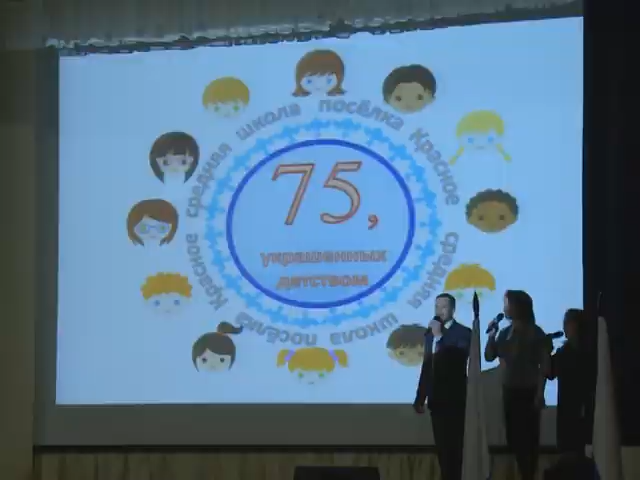 средняя школа посёлка Красное
средняя школа посёлка Красное
75,
украшенных
детством